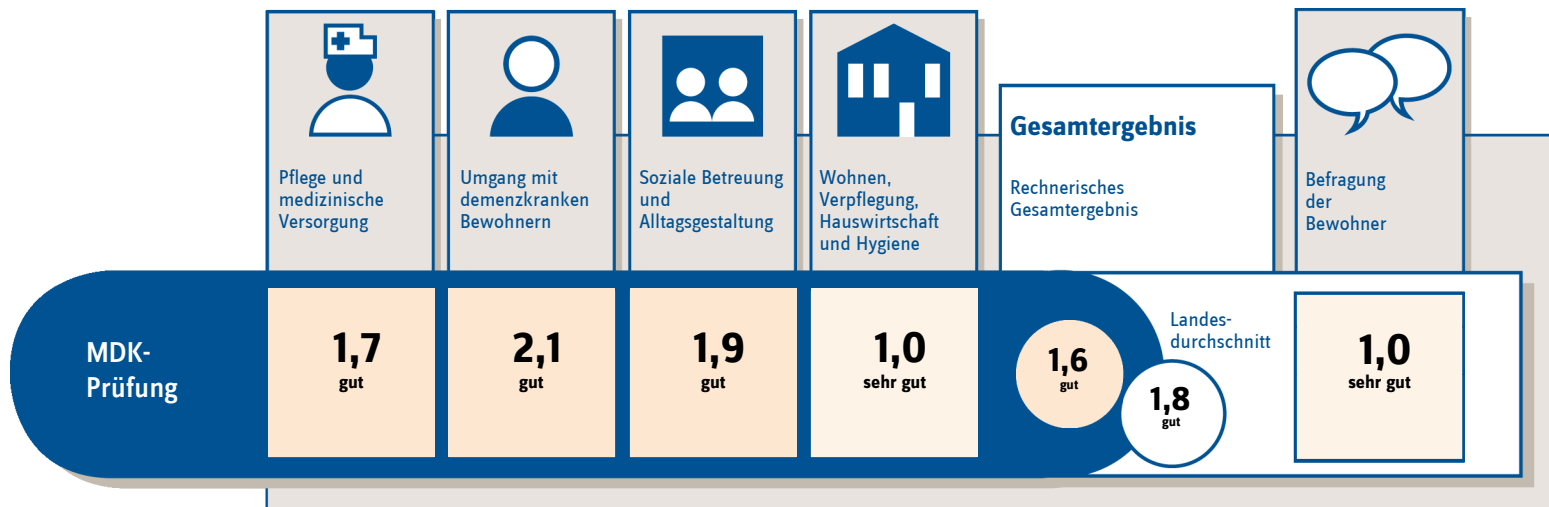 Pflege und
medizinische
Versorgung
Umgang mit
demenzkranken
Bewohnern
Soziale Betreuung
und
Alltagsgestaltung
Wohnen,
Verpflegung,
Hauswirtschaft
und Hygiene
Gesamtergebnis
Rechnerisches
Gesamtergebnis
Befragung
der
Bewohner
MDK-
Prüfung
1,7
gut
2,1
gut
1,9
gut
1,0
sehr gut
1,6
gut
Landes-
durchschnitt
1,8
gut
1,0
sehr gut